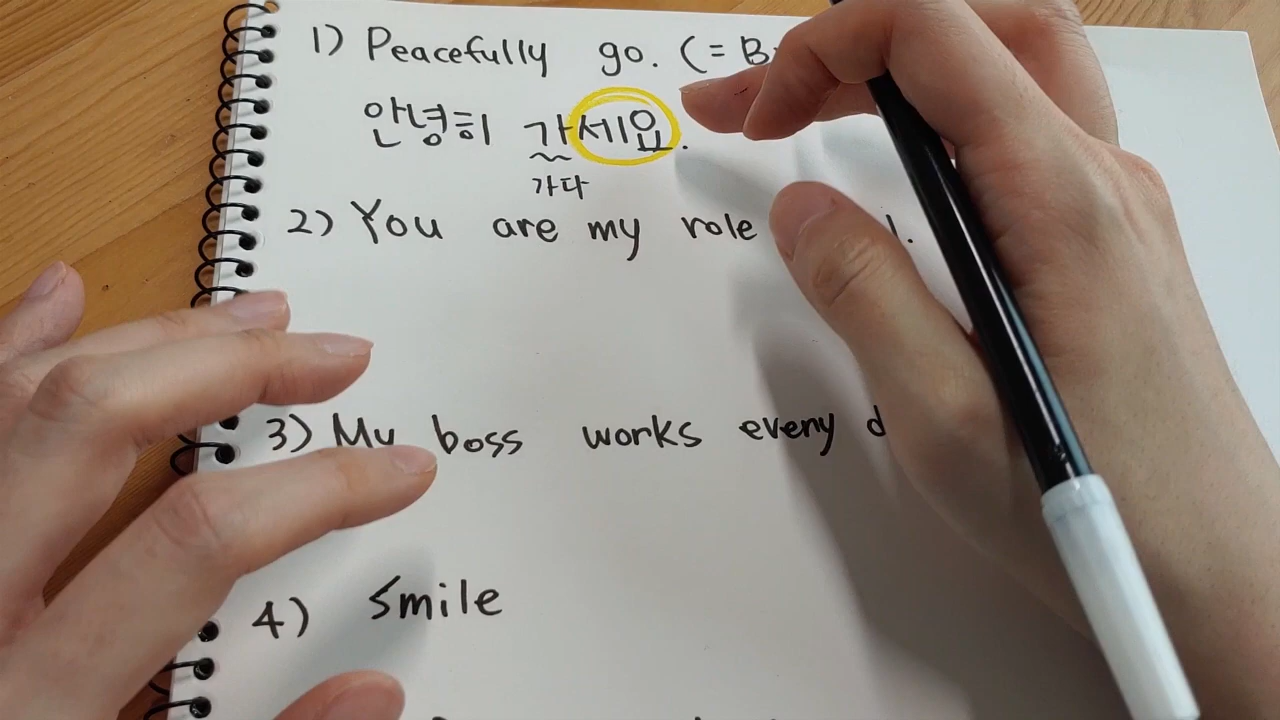 1) Peacefully go. (= B
안녕히 가세요.
가다
2) You are my role
3) My boss works every
4) Smile